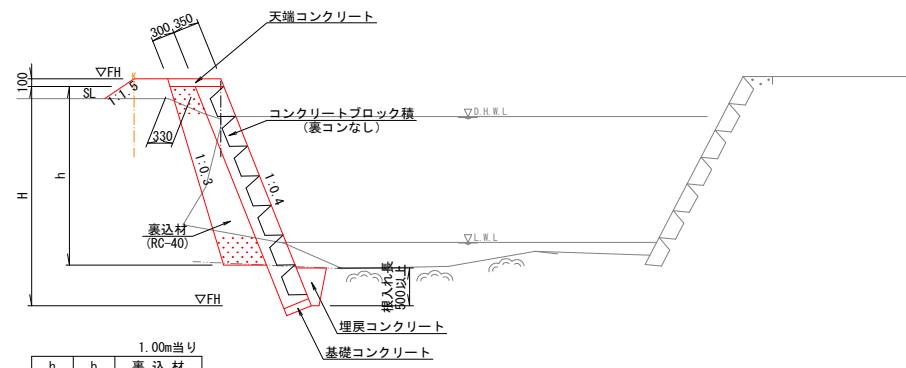 天端コンクリート
300
350
▽FH
100
SL
1:1.5
コンクリートブロック積
(裏コンなし)
▽D.H.W.L
330
1:0.3
1:0.4
H
h
裏込材
(RC-40)
▽L.W.L
根入れ長
500以上
▽FH
埋戻コンクリート
基礎コンクリート
1.00m当り
h h 裏込材